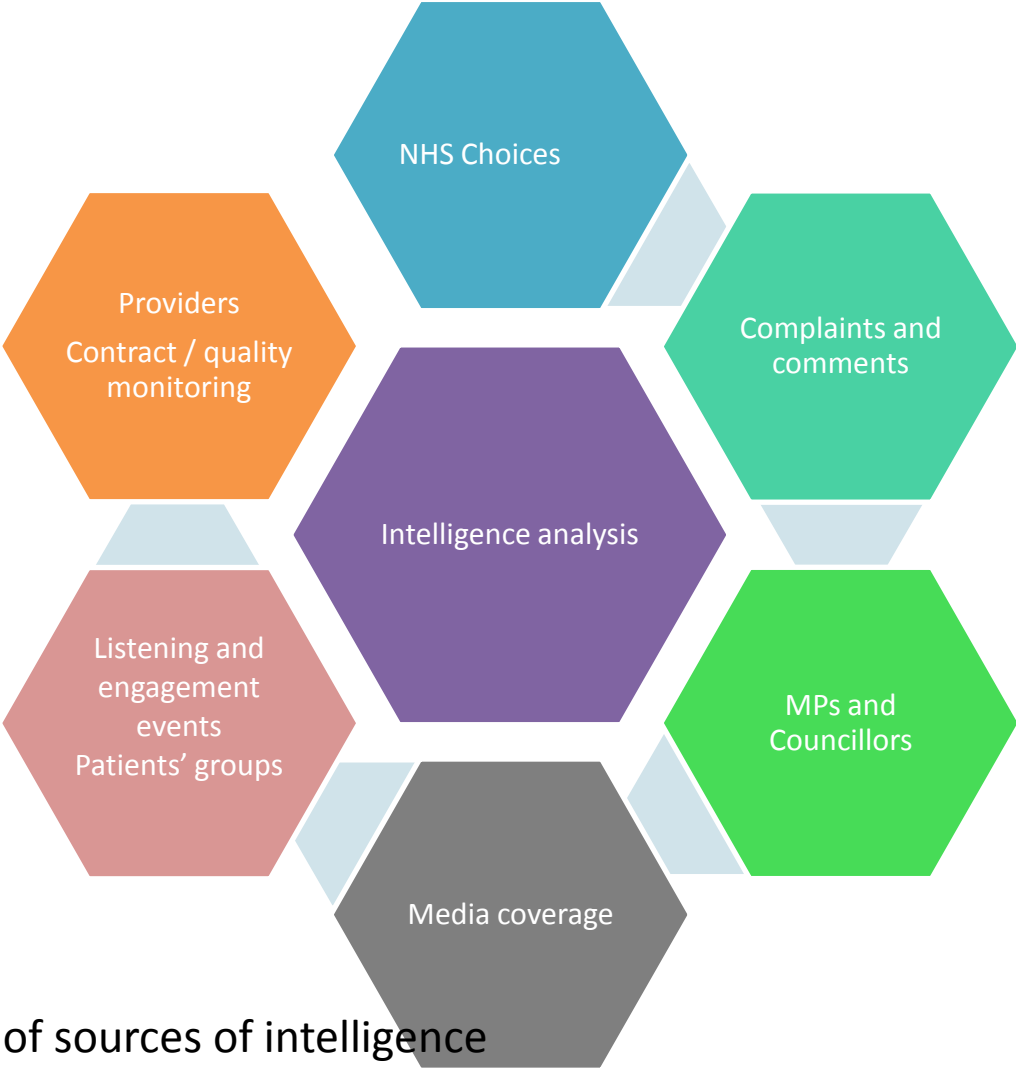 NHS Choices
Providers
Contract / quality
monitoring
Complaints and
comments
Intelligence analysis
Listening and
engagement
events
Patients’ groups
MPs and
Councillors
Media coverage
of sources of intelligence